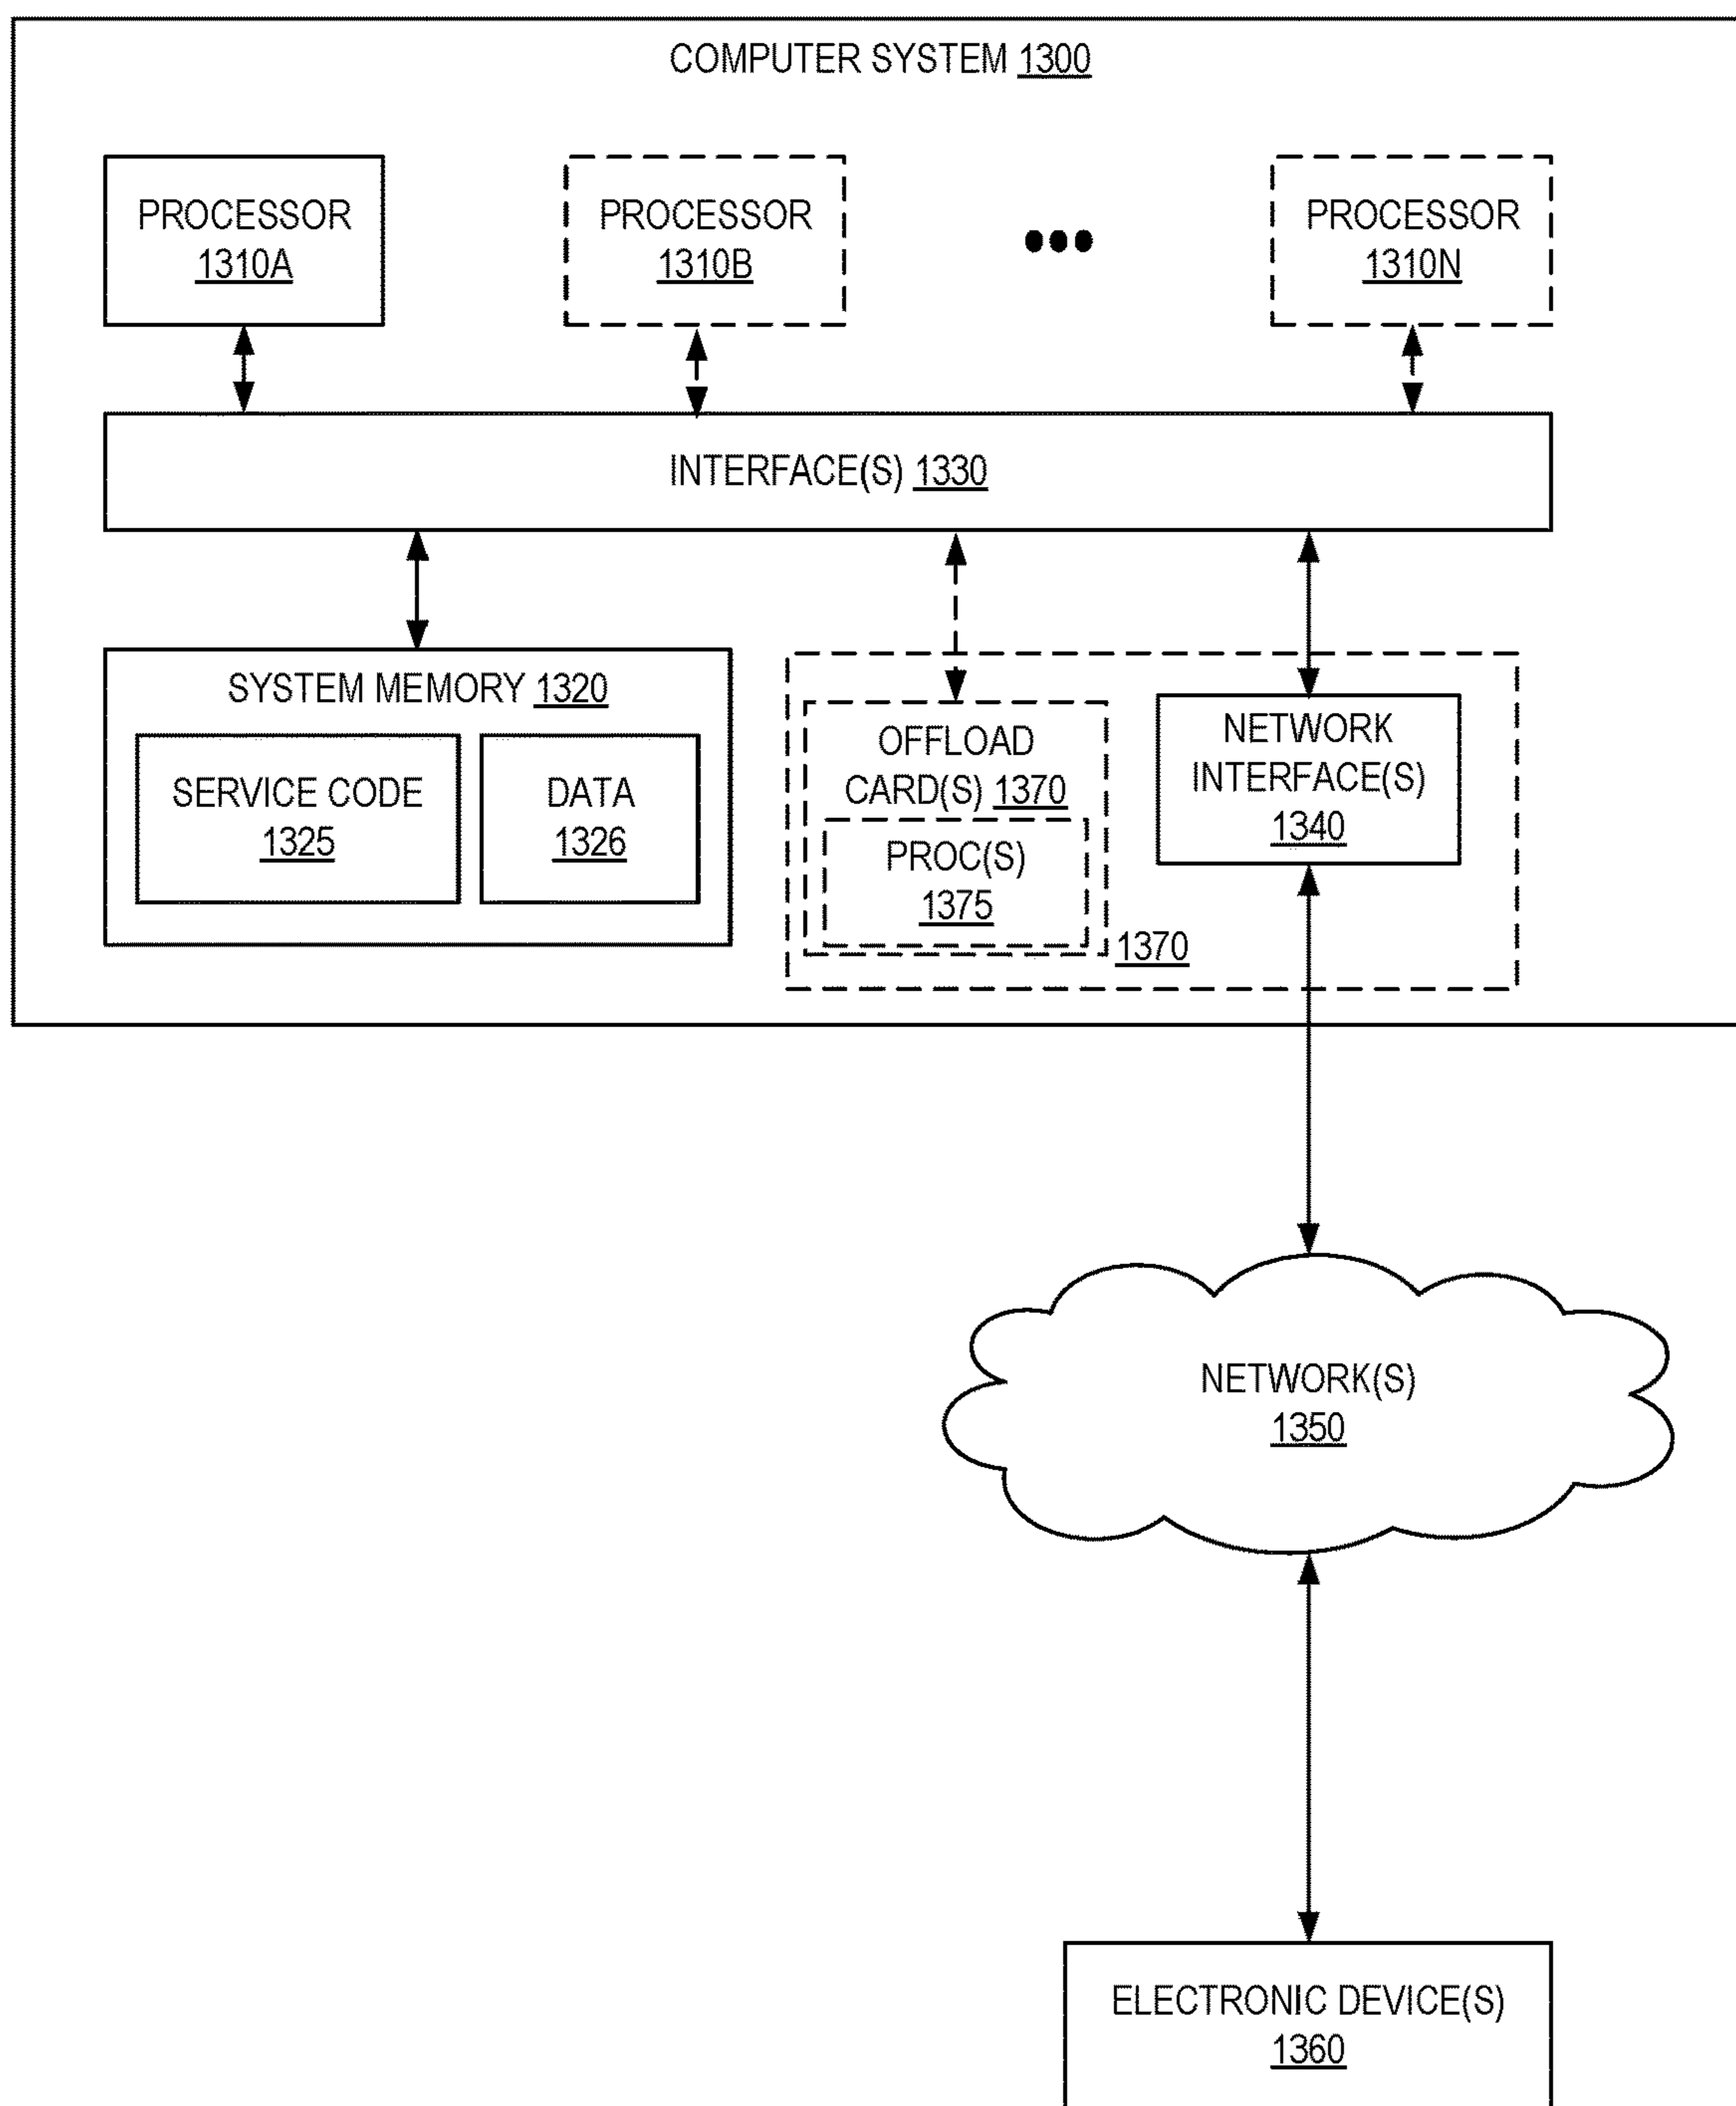 COMPUTER SYSTEM 1300
PROCESSOR
1310A
PROCESSOR
1310B
PROCESSOR
1310N
INTERFACE(S) 1330
SYSTEM MEMORY 1320
SERVICE CODE
1325
DATA
1326
OFFLOAD
CARD(S) 1370
PROC(S)
1375
1370
NETWORK
INTERFACE(S)
1340
NETWORK(S)
1350
ELECTRONIC DEVICE(S)
1360